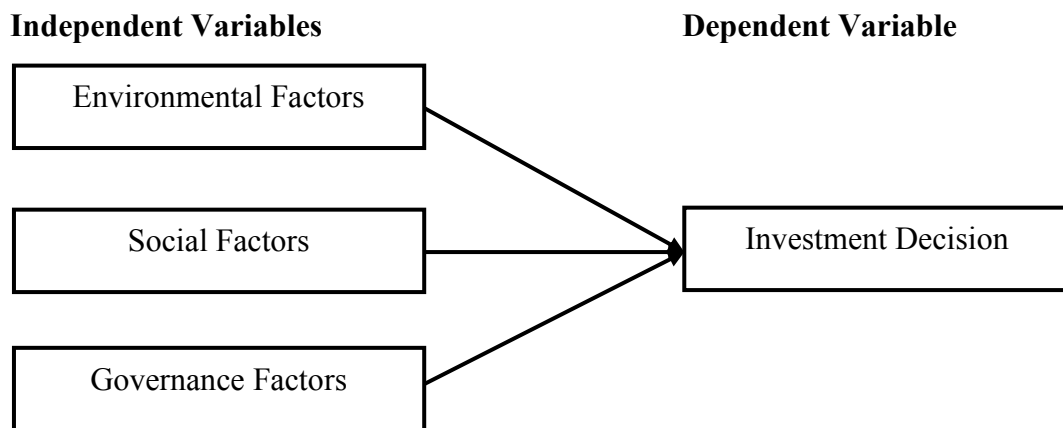 Independent Variables
Dependent Variable
Environmental Factors
Social Factors
Investment Decision
Governance Factors